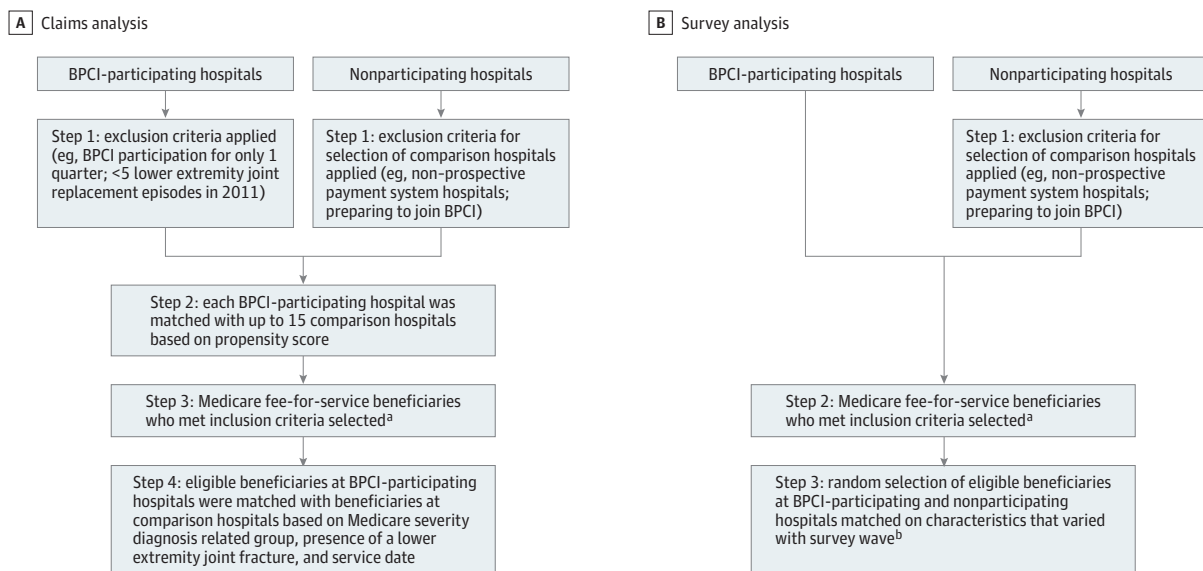 A Claims analysis
BPCI-participating hospitals
Nonparticipating hospitals
Step 1: exclusion criteria applied
(eg, BPCI participation for only 1
quarter; <5 lower extremity joint
replacement episodes in 2011)
Step 1: exclusion criteria for
selection of comparison hospitals
applied (eg, non-prospective
payment system hospitals;
preparing to join BPCI)
Step 2: each BPCI-participating hospital was
matched with up to 15 comparison hospitals
based on propensity score
Step 3: Medicare fee-for-service beneficiaries
who met inclusion criteria selectedᵃ
Step 4: eligible beneficiaries at BPCI-participating
hospitals were matched with beneficiaries at
comparison hospitals based on Medicare severity
diagnosis related group, presence of a lower
extremity joint fracture, and service date
B Survey analysis
BPCI-participating hospitals
Nonparticipating hospitals
Step 1: exclusion criteria for
selection of comparison hospitals
applied (eg, non-prospective
payment system hospitals;
preparing to join BPCI)
Step 2: Medicare fee-for-service beneficiaries
who met inclusion criteria selectedᵃ
Step 3: random selection of eligible beneficiaries
at BPCI-participating and nonparticipating
hospitals matched on characteristics that varied
with survey waveᵇ